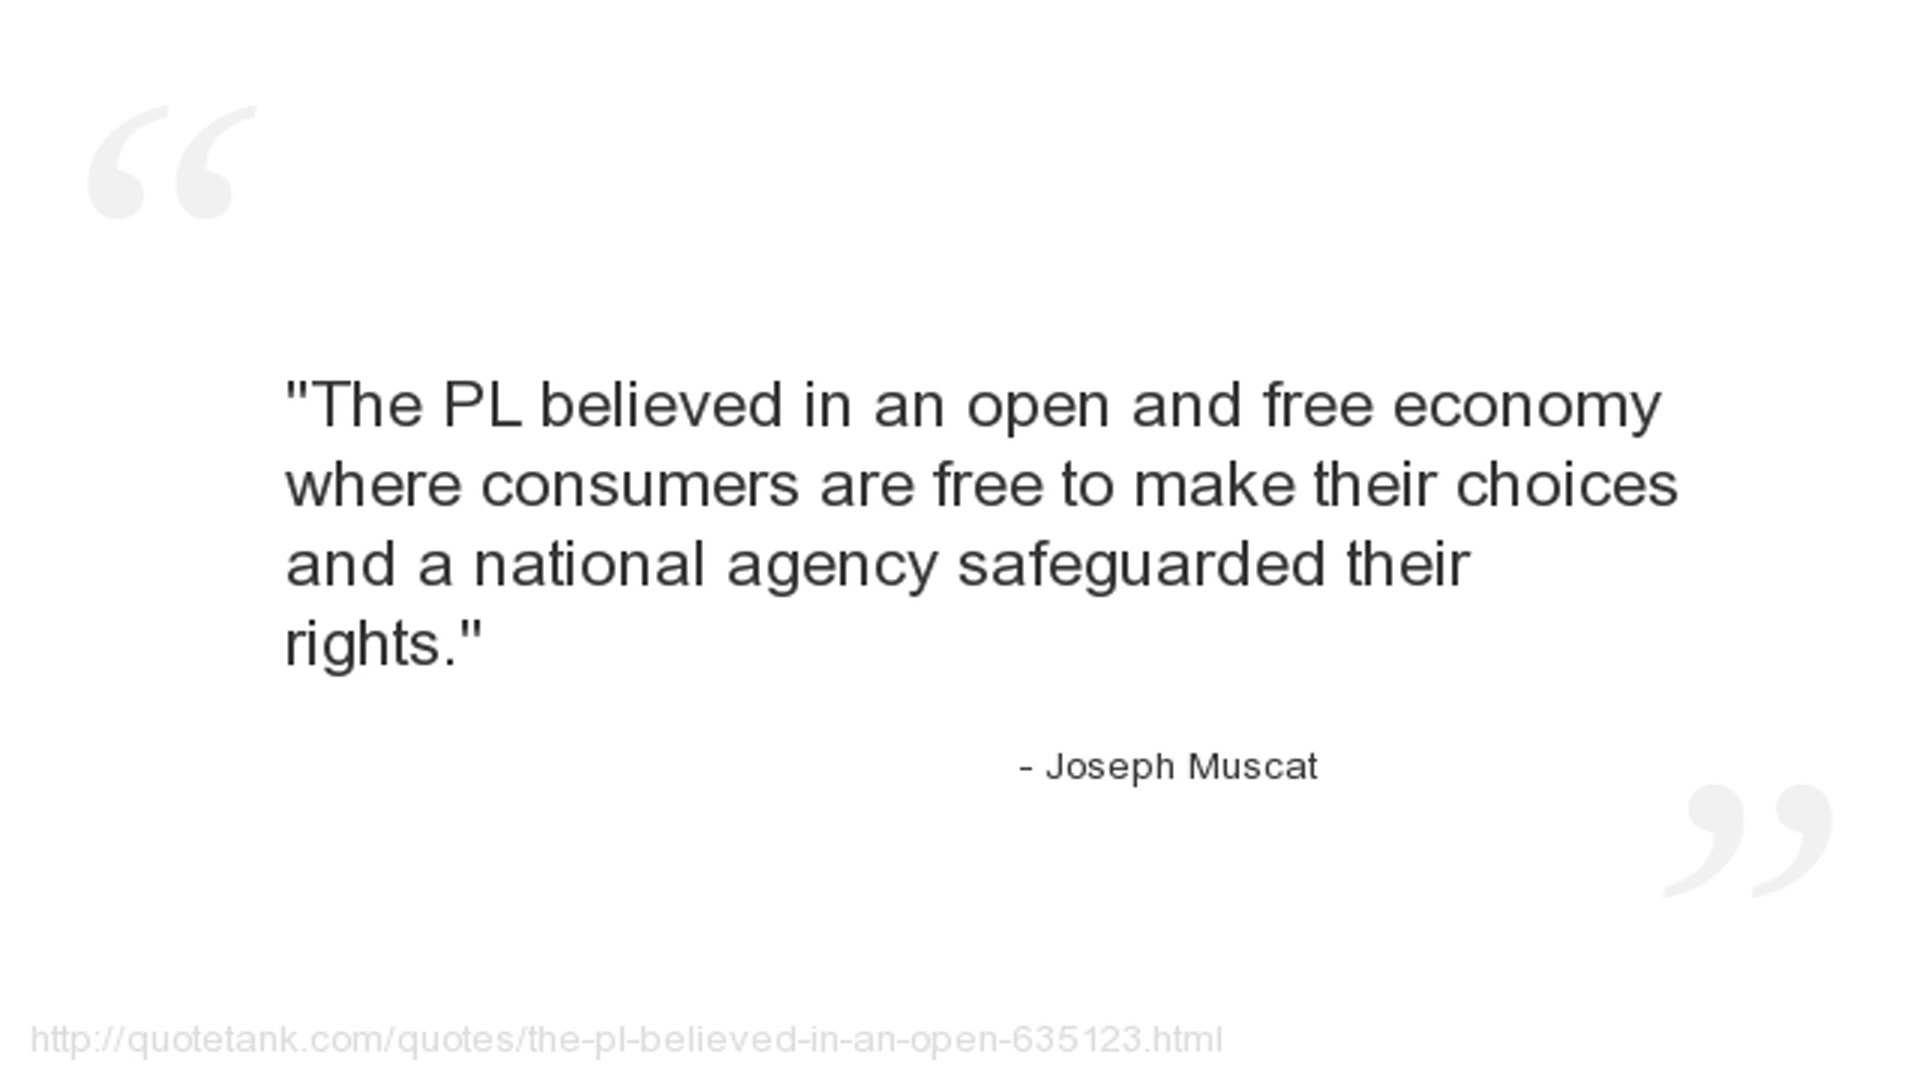 "The PL believed in an open and free economy
where consumers are free to make their choices
and a national agency safeguarded their
rights."
- Joseph Muscat
http://quotetank.com/quotes/the-pl-believed-in-an-open-635123.html